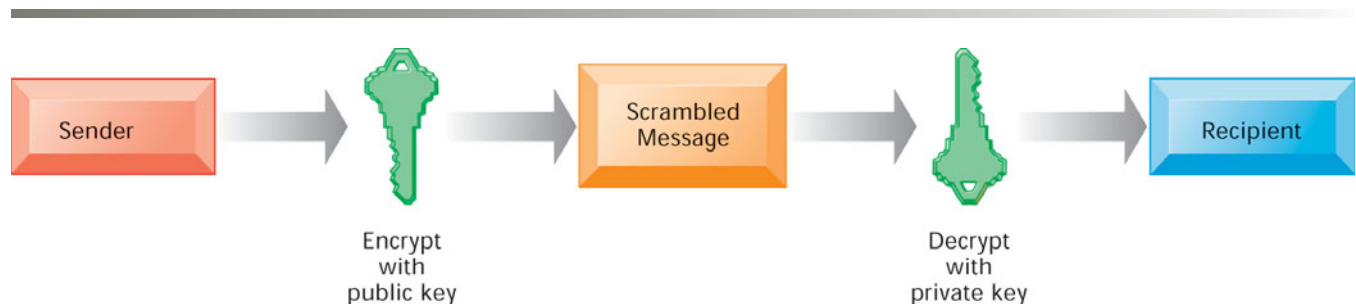 Sender
Encrypt
with
public key
Scrambled
Message
Decrypt
with
private key
Recipient